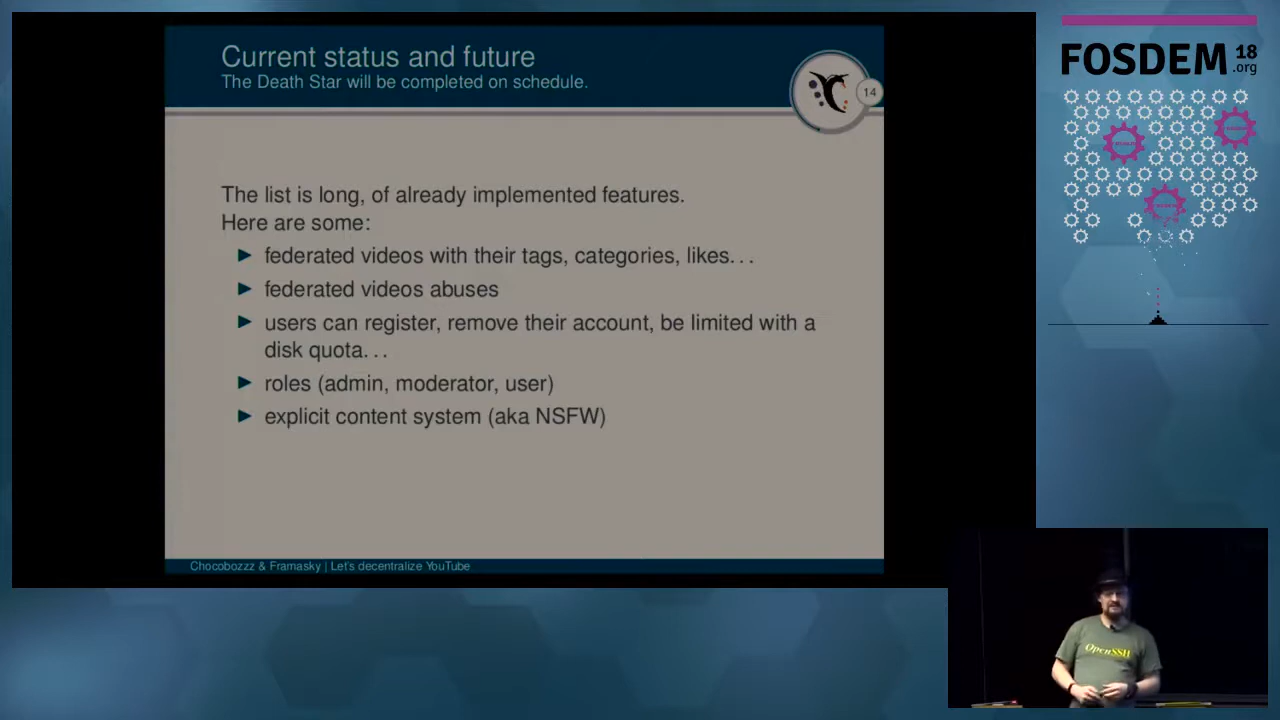 Current status and future
The Death Star will be completed on schedule.
14
The list is long, of already implemented features.
Here are some:
federated videos with their tags, categories, likes...
federated videos abuses
users can register, remove their account, be limited with a
disk quota...
roles (admin, moderator, user)
explicit content system (aka NSFW)
Chocobozzz & Framasky | Let's decentralize YouTube
FOSDEM 18
.org
OpenSSH